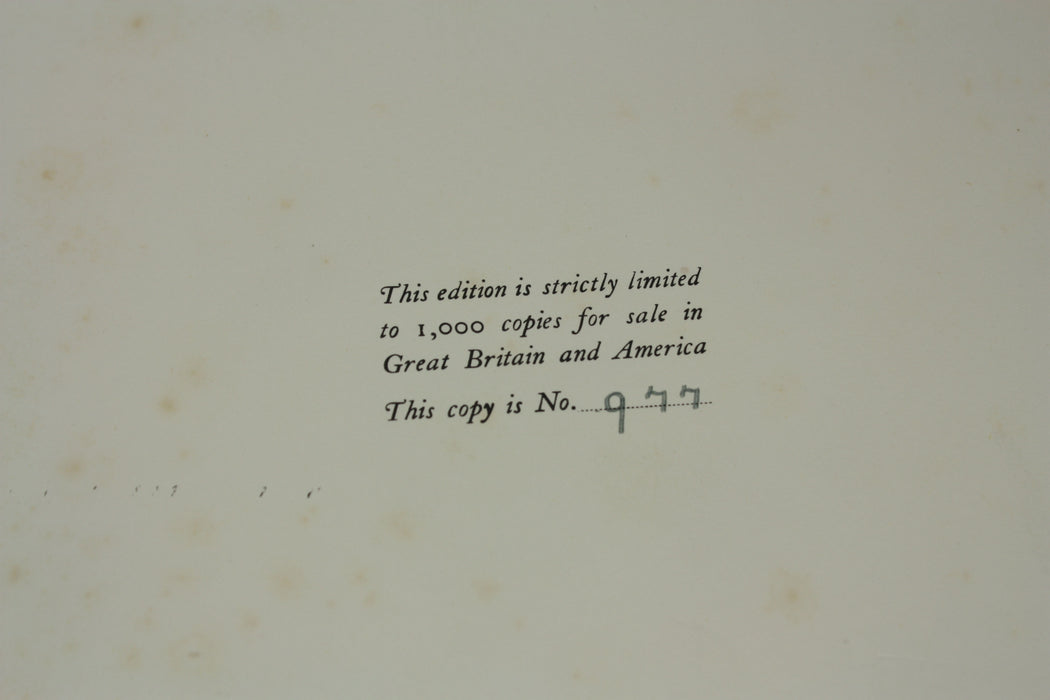 This edition is strictly limited
to 1,000 copies for sale in
Great Britain and America
This copy is No. 977